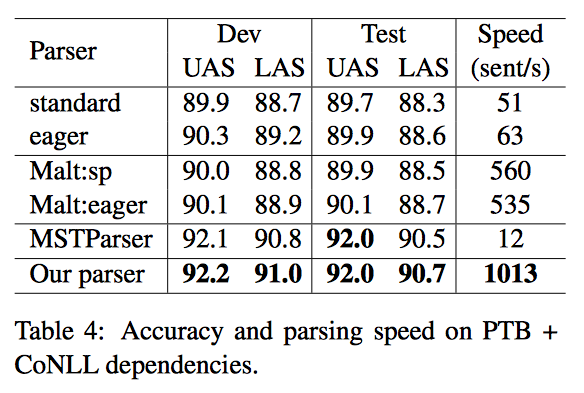 Parser Dev Test Speed
UAS LAS UAS LAS (sent/s)
standard 89.9 88.7 89.7 88.3 51
eager 90.3 89.2 89.9 88.6 63
Malt:sp 90.0 88.8 89.9 88.5 560
Malt:eager 90.1 88.9 90.1 88.7 535
MSTParser 92.1 90.8 92.0 90.5 12
Our parser 92.2 91.0 92.0 90.7 1013
Table 4: Accuracy and parsing speed on PTB +
CoNLL dependencies.